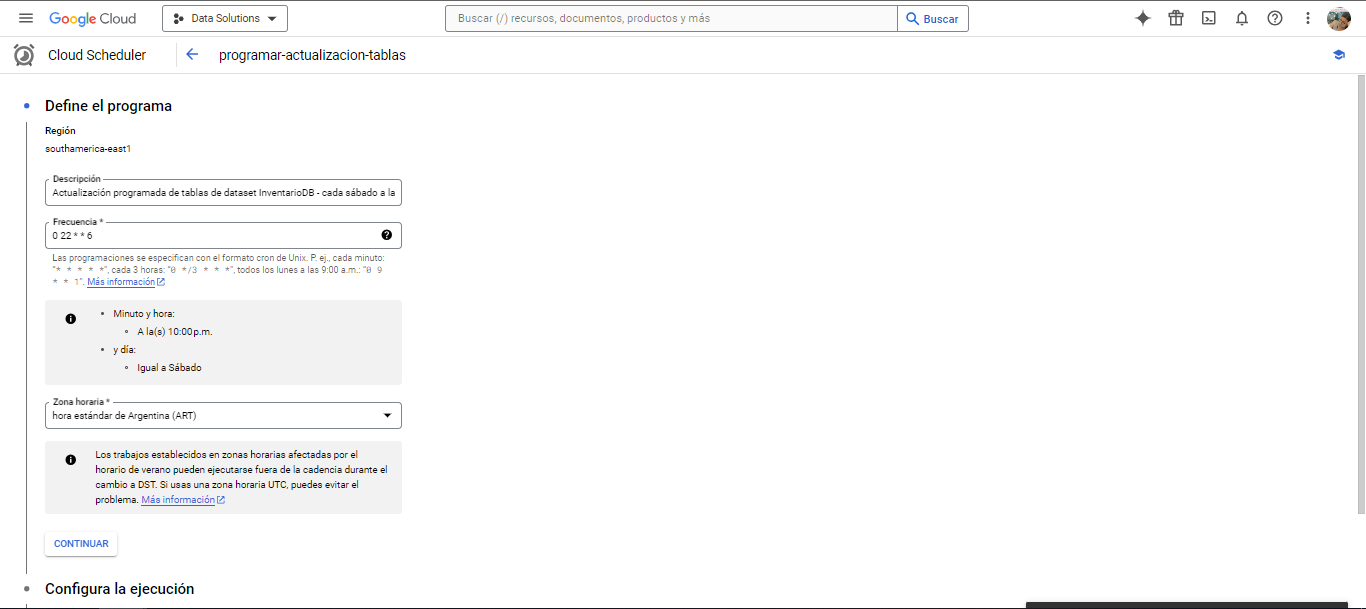 Google Cloud
Data Solutions
Buscar (/) recursos, documentos, productos y más
Buscar
Cloud Scheduler
programar-actualizacion-tablas
Define el programa
Región
southamerica-east1
Descripción
Actualización programada de tablas de dataset InventarioDB - cada sábado a la
Frecuencia *
0 22 * * 6
Las programaciones se especifican con el formato cron de Unix. P. ej., cada minuto:
"* * * * *", cada 3 horas: "0 */3 * * *", todos los lunes a las 9:00 a.m.: "0 9
* * 1". Más información
Minuto y hora:
A la(s) 10:00 p.m.
y día:
Igual a Sábado
Zona horaria *
hora estándar de Argentina (ART)
Los trabajos establecidos en zonas horarias afectadas por el
horario de verano pueden ejecutarse fuera de la cadencia durante el
cambio a DST. Si usas una zona horaria UTC, puedes evitar el
problema. Más información
CONTINUAR
Configura la ejecución